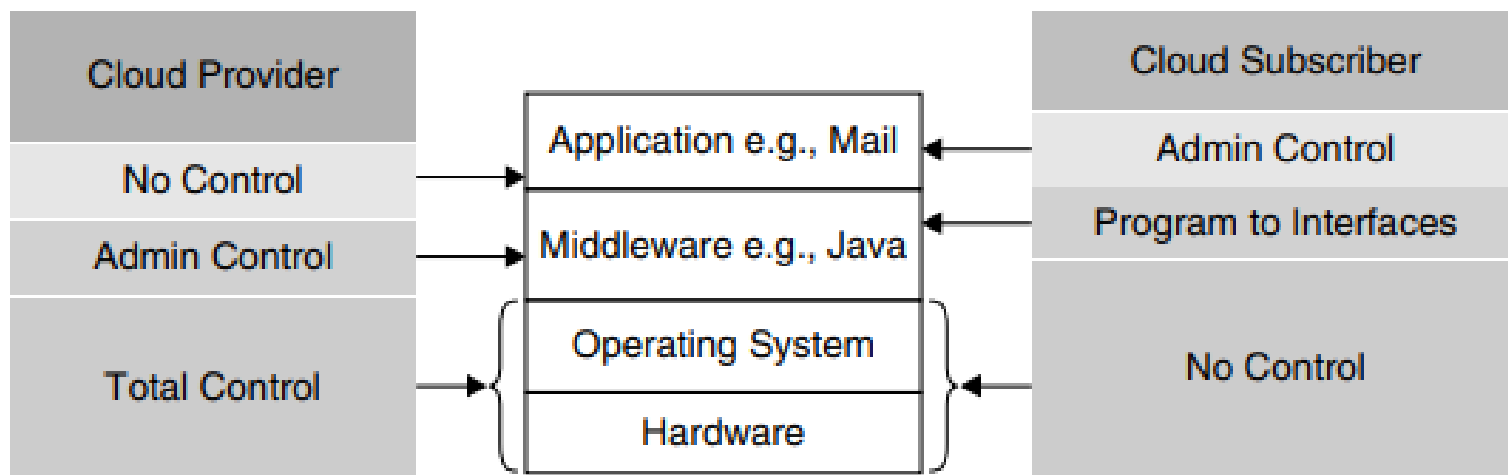 Cloud Provider
No Control
Admin Control
Total Control
Application e.g., Mail
Middleware e.g., Java
Operating System
Hardware
Cloud Subscriber
Admin Control
Program to Interfaces
No Control